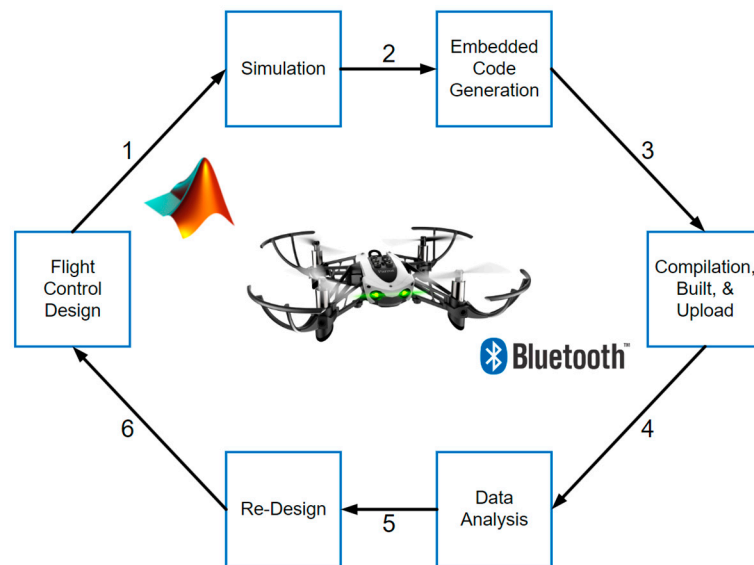 Simulation
2
Embedded
Code
Generation
1
3
Flight
Control
Design
Compilation,
Built, &
Upload
Bluetooth™
6
4
Re-Design
5
Data
Analysis